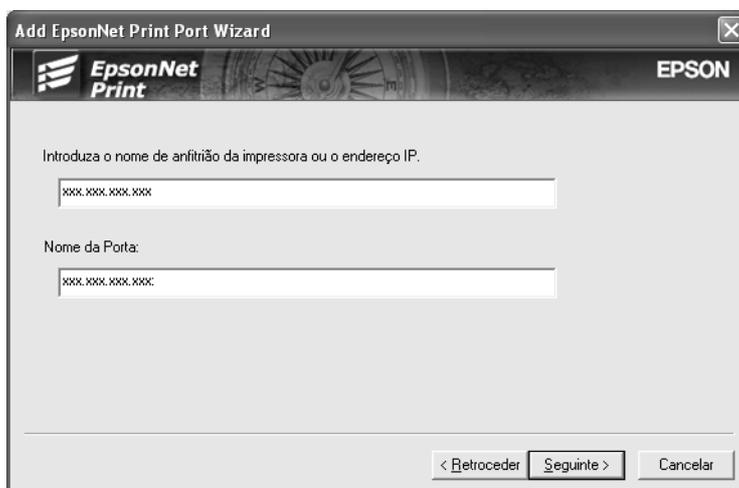 Add EpsonNet Print Port Wizard
EpsonNet
Print
EPSON
Introduza o nome de anfitrião da impressora ou o endereço IP.
xxx.xxx.xxx.xxx
Nome da Porta:
xxx.xxx.xxx.xxx:
< Retroceder
Seguinte >
Cancelar